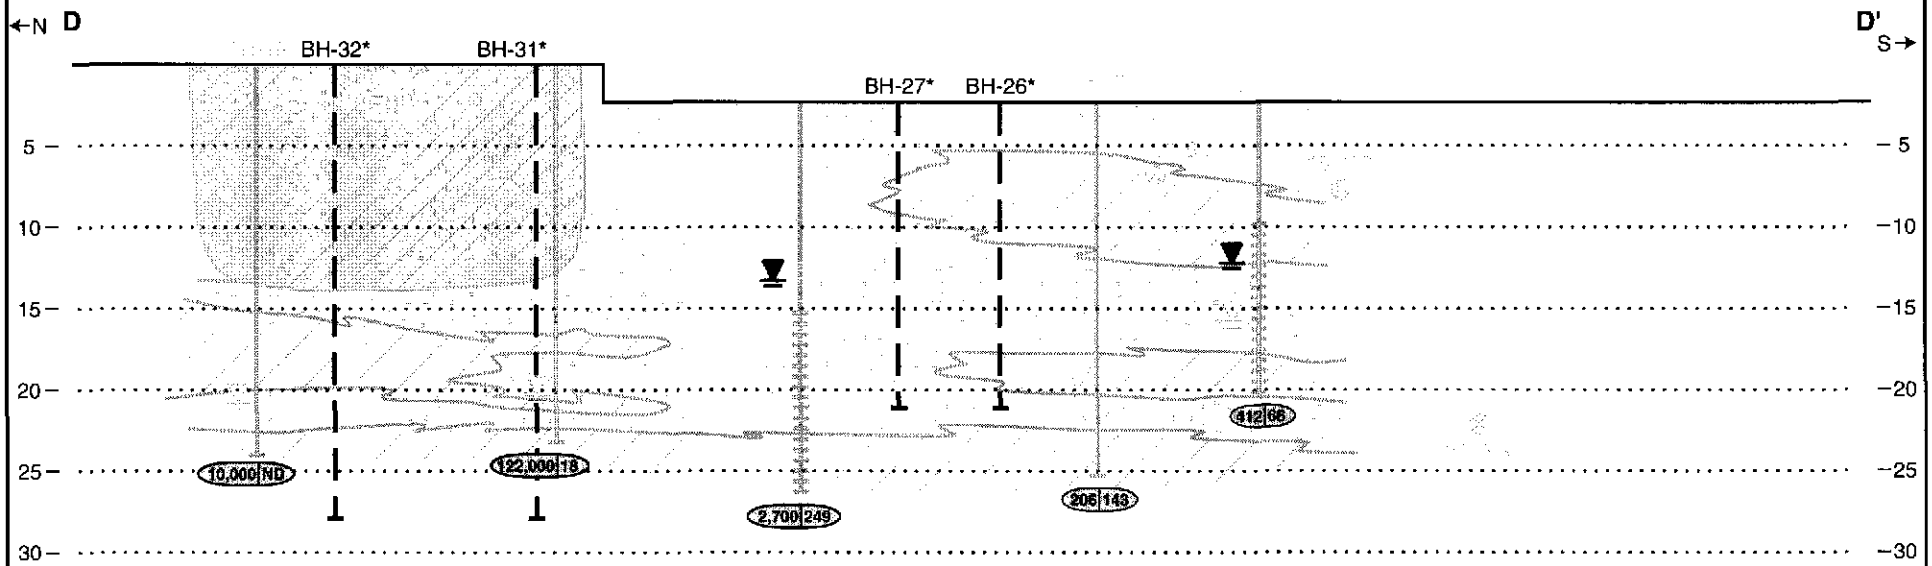 ←N D
D'
S→
BH-32* BH-31*
BH-27* BH-26*
5 — — 5
10 — —10
15 — —15
20 — —20
412 66
10,000 ND
122,000 18
25 — —25
206 143
2,700 249
30 — —30